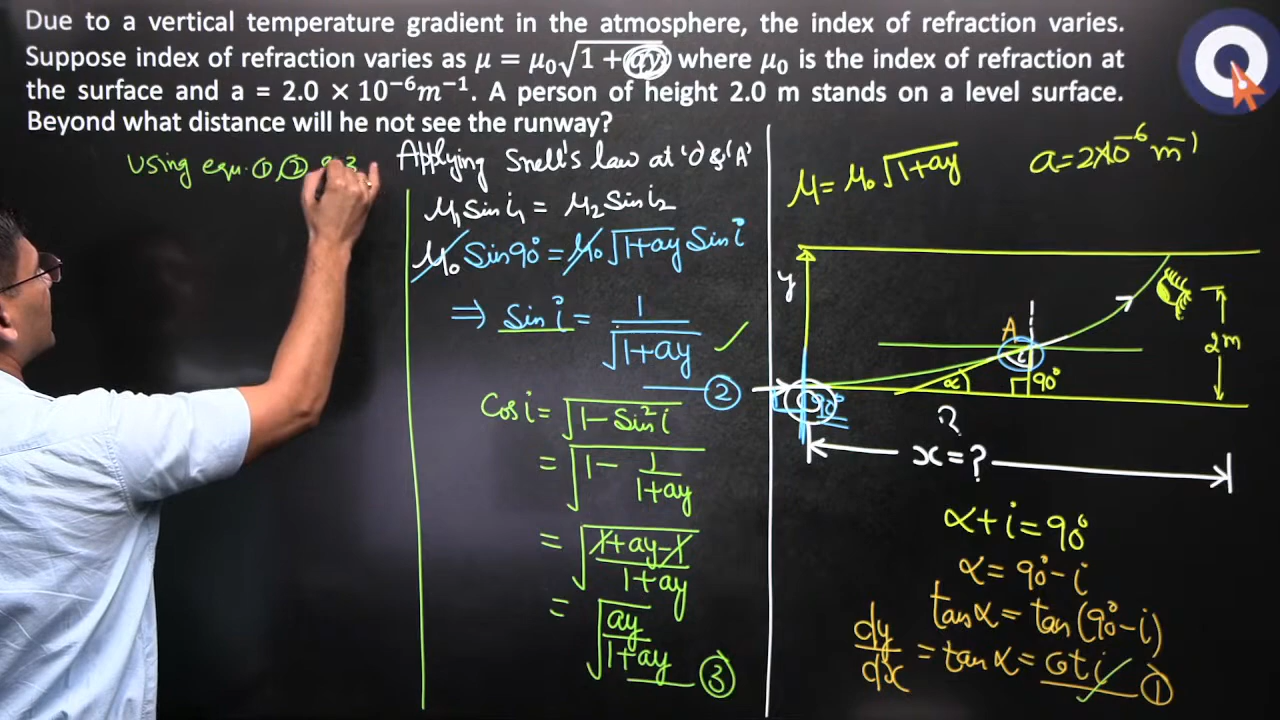 Due to a vertical temperature gradient in the atmosphere, the index of refraction varies.
Suppose index of refraction varies as μ = μ₀√(1 + ay) where μ₀ is the index of refraction at
the surface and a = 2.0 × 10⁻⁶m⁻¹. A person of height 2.0 m stands on a level surface.
Beyond what distance will he not see the runway?
Using equ. ①, ②
Applying Snell's law at 'O' & 'A'
μ₁ Sin i₁ = μ₂ Sin i₂
μ₀ Sin 90° = μ₀ √(1+ay) Sin i
⇒ Sin i = 1/√(1+ay) ✓
②
Cos i = √(1 − Sin² i)
= √(1 − 1/(1+ay))
= √((1+ay−1)/(1+ay))
= √(ay/(1+ay))
③
μ = μ₀ √(1+ay)
a = 2×10⁻⁶ m⁻¹
y
A
i
α
90°
90°
2m
?
x = ?
α + i = 90°
α = 90° − i
tan α = tan (90° − i)
dy/dx = tan α = cot i ✓ ①